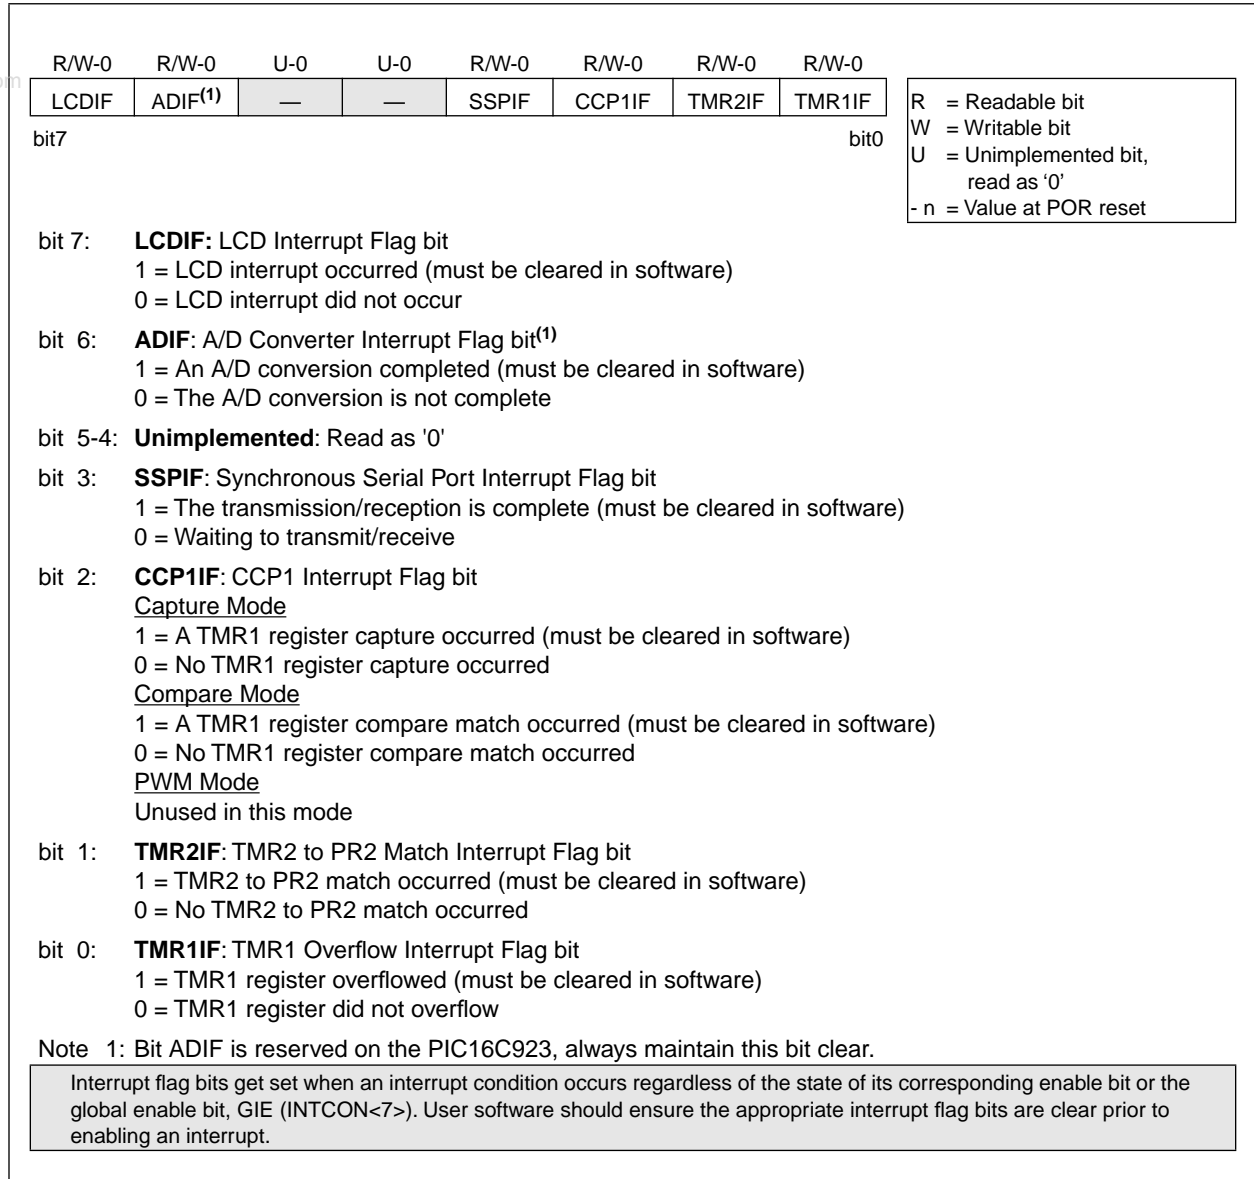 R/W-0 R/W-0 U-0 U-0 R/W-0 R/W-0 R/W-0 R/W-0
LCDIF ADIF(1) — — SSPIF CCP1IF TMR2IF TMR1IF
bit7 bit0
R = Readable bit
W = Writable bit
U = Unimplemented bit,
read as ‘0’
- n = Value at POR reset
bit 7: LCDIF: LCD Interrupt Flag bit
1 = LCD interrupt occurred (must be cleared in software)
0 = LCD interrupt did not occur
bit 6: ADIF: A/D Converter Interrupt Flag bit(1)
1 = An A/D conversion completed (must be cleared in software)
0 = The A/D conversion is not complete
bit 5-4: Unimplemented: Read as '0'
bit 3: SSPIF: Synchronous Serial Port Interrupt Flag bit
1 = The transmission/reception is complete (must be cleared in software)
0 = Waiting to transmit/receive
bit 2: CCP1IF: CCP1 Interrupt Flag bit
Capture Mode
1 = A TMR1 register capture occurred (must be cleared in software)
0 = No TMR1 register capture occurred
Compare Mode
1 = A TMR1 register compare match occurred (must be cleared in software)
0 = No TMR1 register compare match occurred
PWM Mode
Unused in this mode
bit 1: TMR2IF: TMR2 to PR2 Match Interrupt Flag bit
1 = TMR2 to PR2 match occurred (must be cleared in software)
0 = No TMR2 to PR2 match occurred
bit 0: TMR1IF: TMR1 Overflow Interrupt Flag bit
1 = TMR1 register overflowed (must be cleared in software)
0 = TMR1 register did not overflow
Note 1: Bit ADIF is reserved on the PIC16C923, always maintain this bit clear.
Interrupt flag bits get set when an interrupt condition occurs regardless of the state of its corresponding enable bit or the
global enable bit, GIE (INTCON<7>). User software should ensure the appropriate interrupt flag bits are clear prior to
enabling an interrupt.